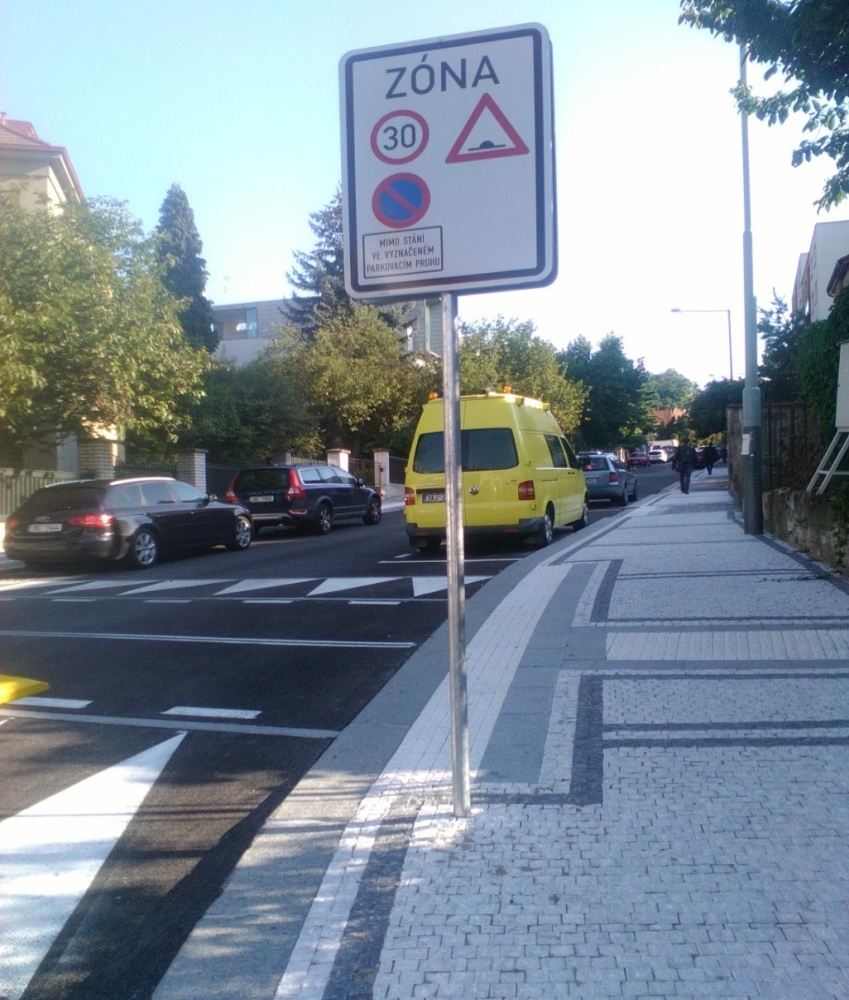 ZÓNA
30
MIMO STÁNÍ
VE VYZNAČENÉM
PARKOVACÍM PRUHU